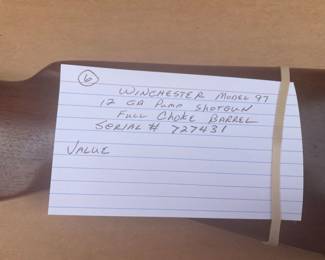 6
WINCHESTER MODEL 97
12 GA PUMP SHOTGUN
FULL CHOKE BARREL
SERIAL # 727431
VALUE